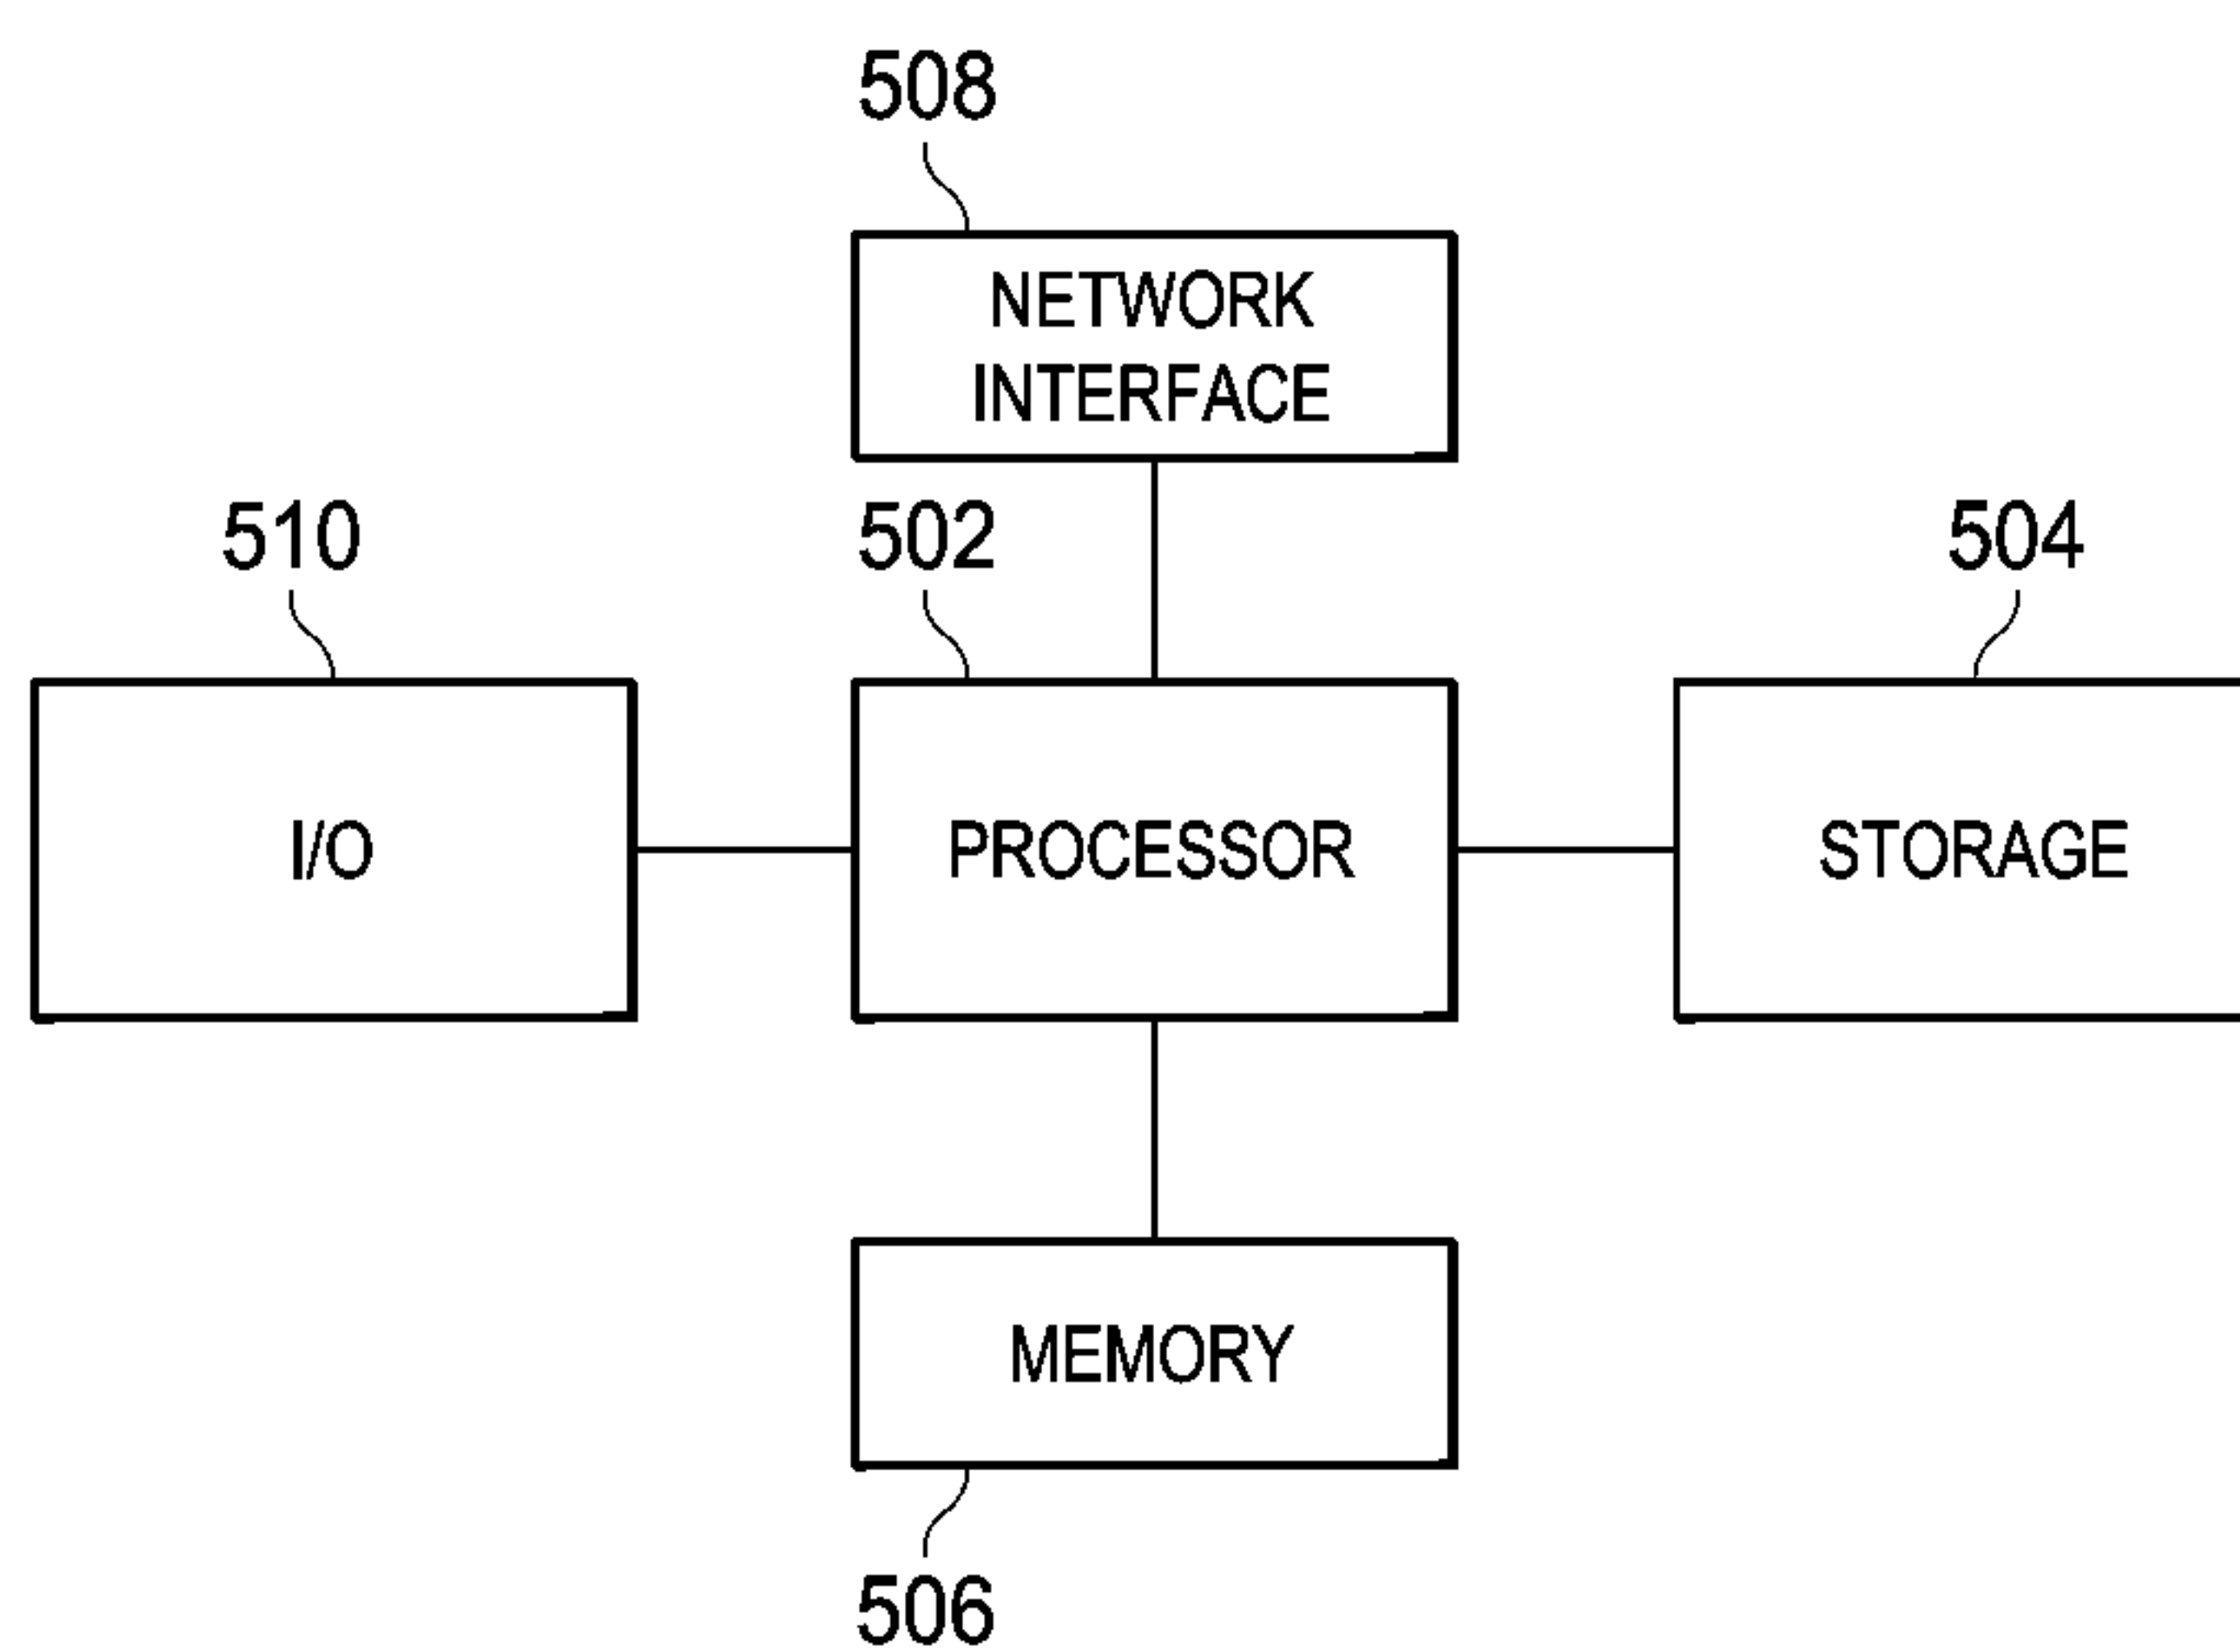 508
NETWORK
INTERFACE
510
502
504
I/O
PROCESSOR
STORAGE
MEMORY
506